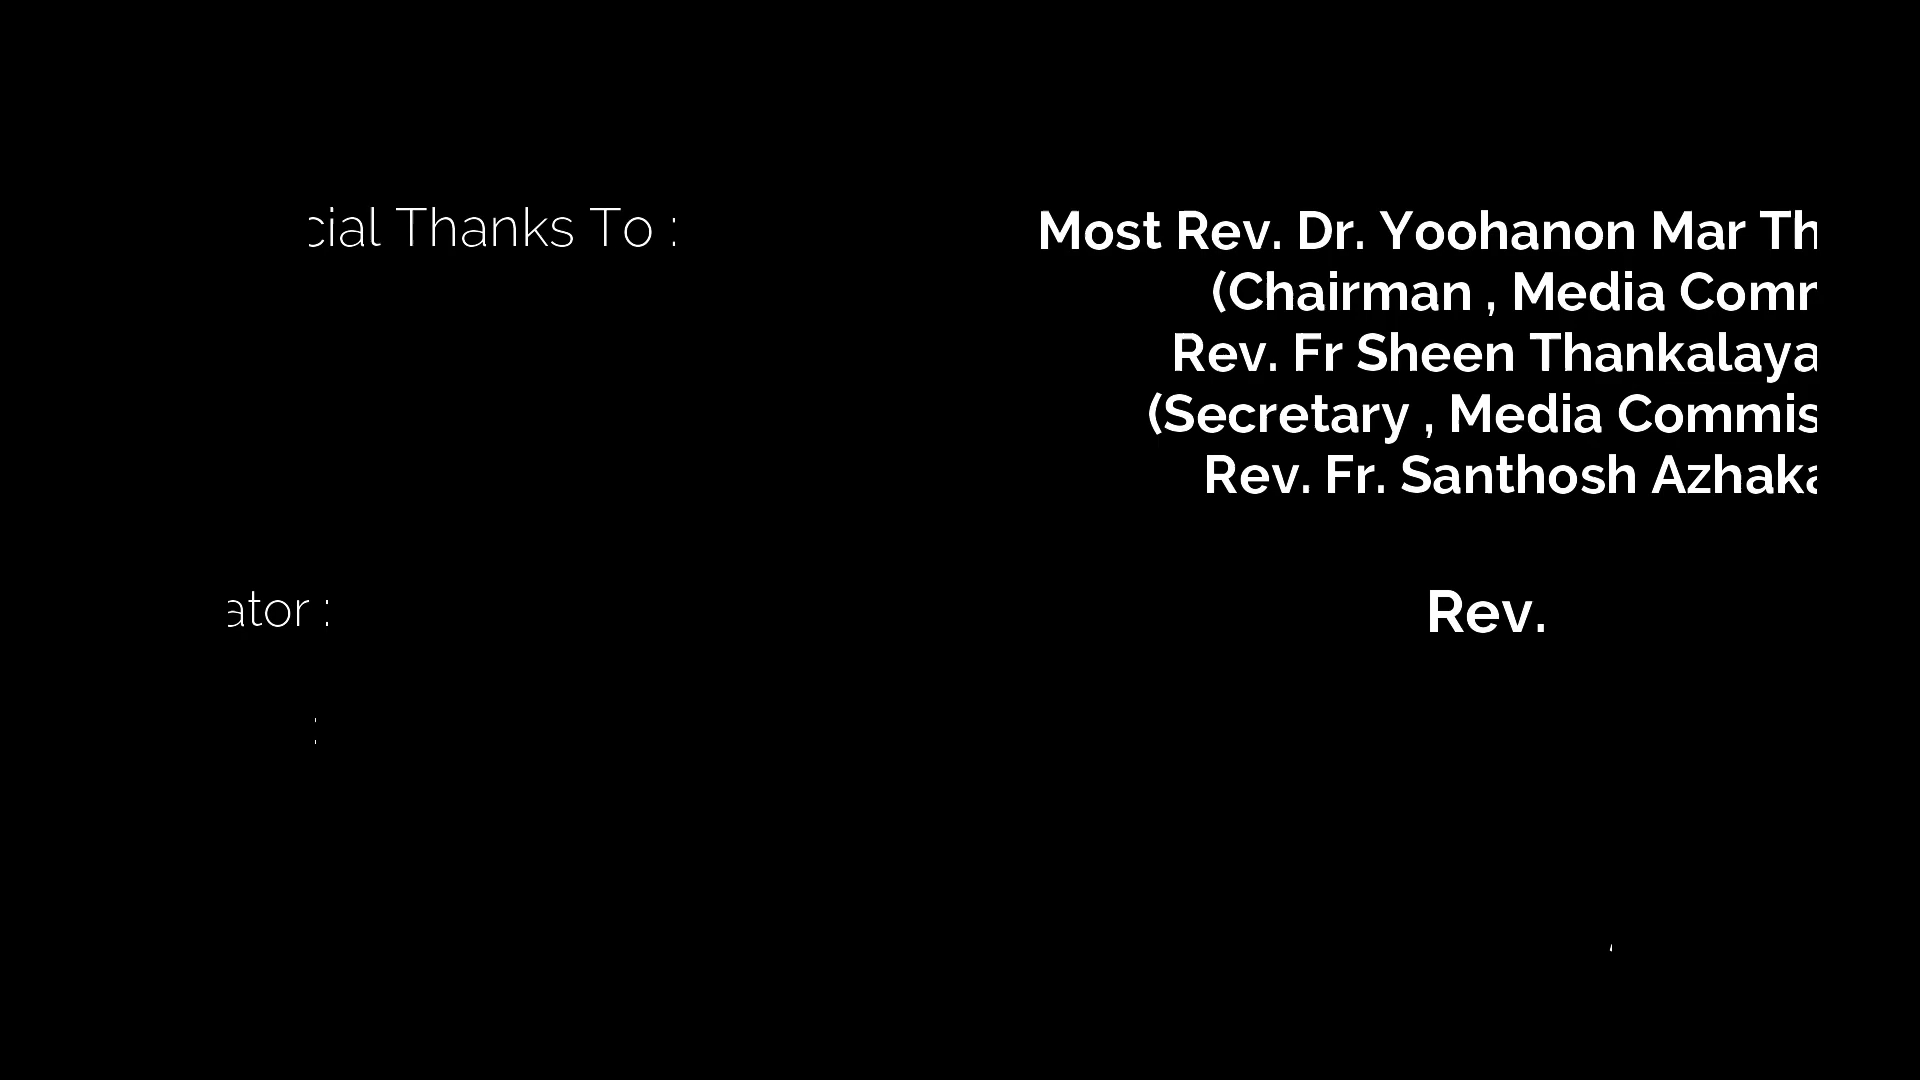 cial Thanks To :
Most Rev. Dr. Yoohanon Mar Th
(Chairman , Media Comm
Rev. Fr Sheen Thankalaya
(Secretary , Media Commis
Rev. Fr. Santhosh Azhaka
ator :
Rev.
: